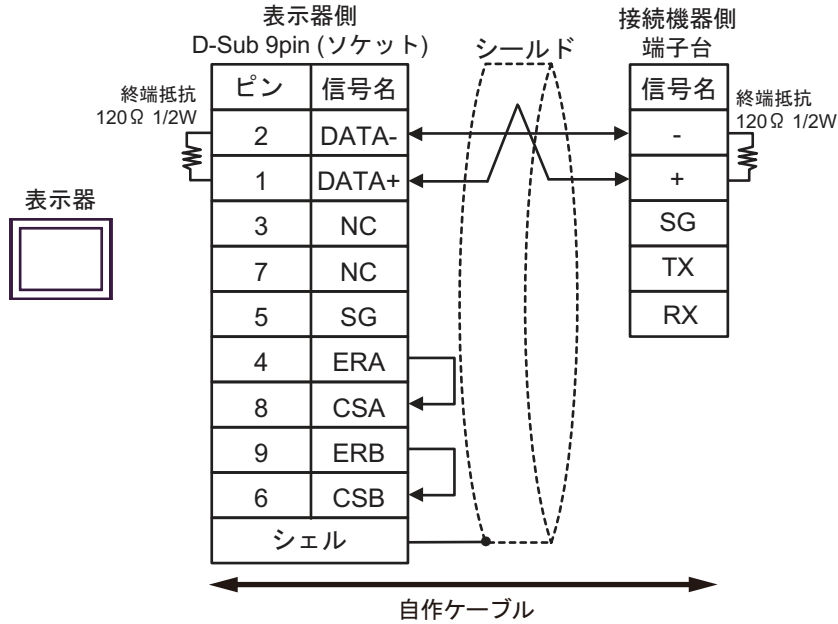 表示器側
D-Sub 9pin (ソケット)
シールド
接続機器側
端子台
終端抵抗
120Ω 1/2W
ピン 信号名
信号名
終端抵抗
120Ω 1/2W
2 DATA-
-
1 DATA+
+
表示器
3 NC
SG
7 NC
TX
5 SG
RX
4 ERA
8 CSA
9 ERB
6 CSB
シェル
自作ケーブル